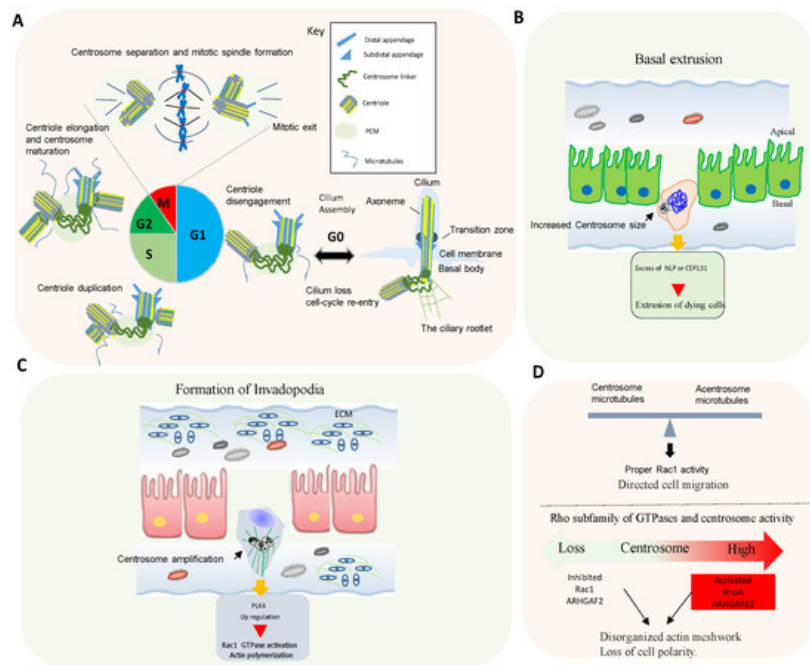 A
Centrosome separation and mitotic spindle formation
Key
Distal appendage
Subdistal appendage
Centrosome linker
Centriole
PCM
Microtubules
Centriole elongation
and centrosome
maturation
Mitotic exit
M
G2
G1
S
Centriole
disengagement
Cilium
Assembly
G0
Cilium loss
cell-cycle re-entry
Cilium
Axoneme
Transition zone
Cell membrane
Basal body
The ciliary rootlet
Centriole duplication
B
Basal extrusion
Apical
Basal
Increased Centrosome size
Excess of NLP or CEP131
Extrusion of dying cells
C
Formation of Invadopodia
ECM
Centrosome amplification
PLK4
Up regulation
Rac1 GTPase activation
Actin polymerization
D
Centrosome
microtubules
Acentrosome
microtubules
Proper Rac1 activity
Directed cell migration
Rho subfamily of GTPases and centrosome activity
Loss Centrosome High
Inhibited
Rac1
ARHGAF2
Activated
RhoA
ARHGAF22
Disorganized actin meshwork
Loss of cell polarity.